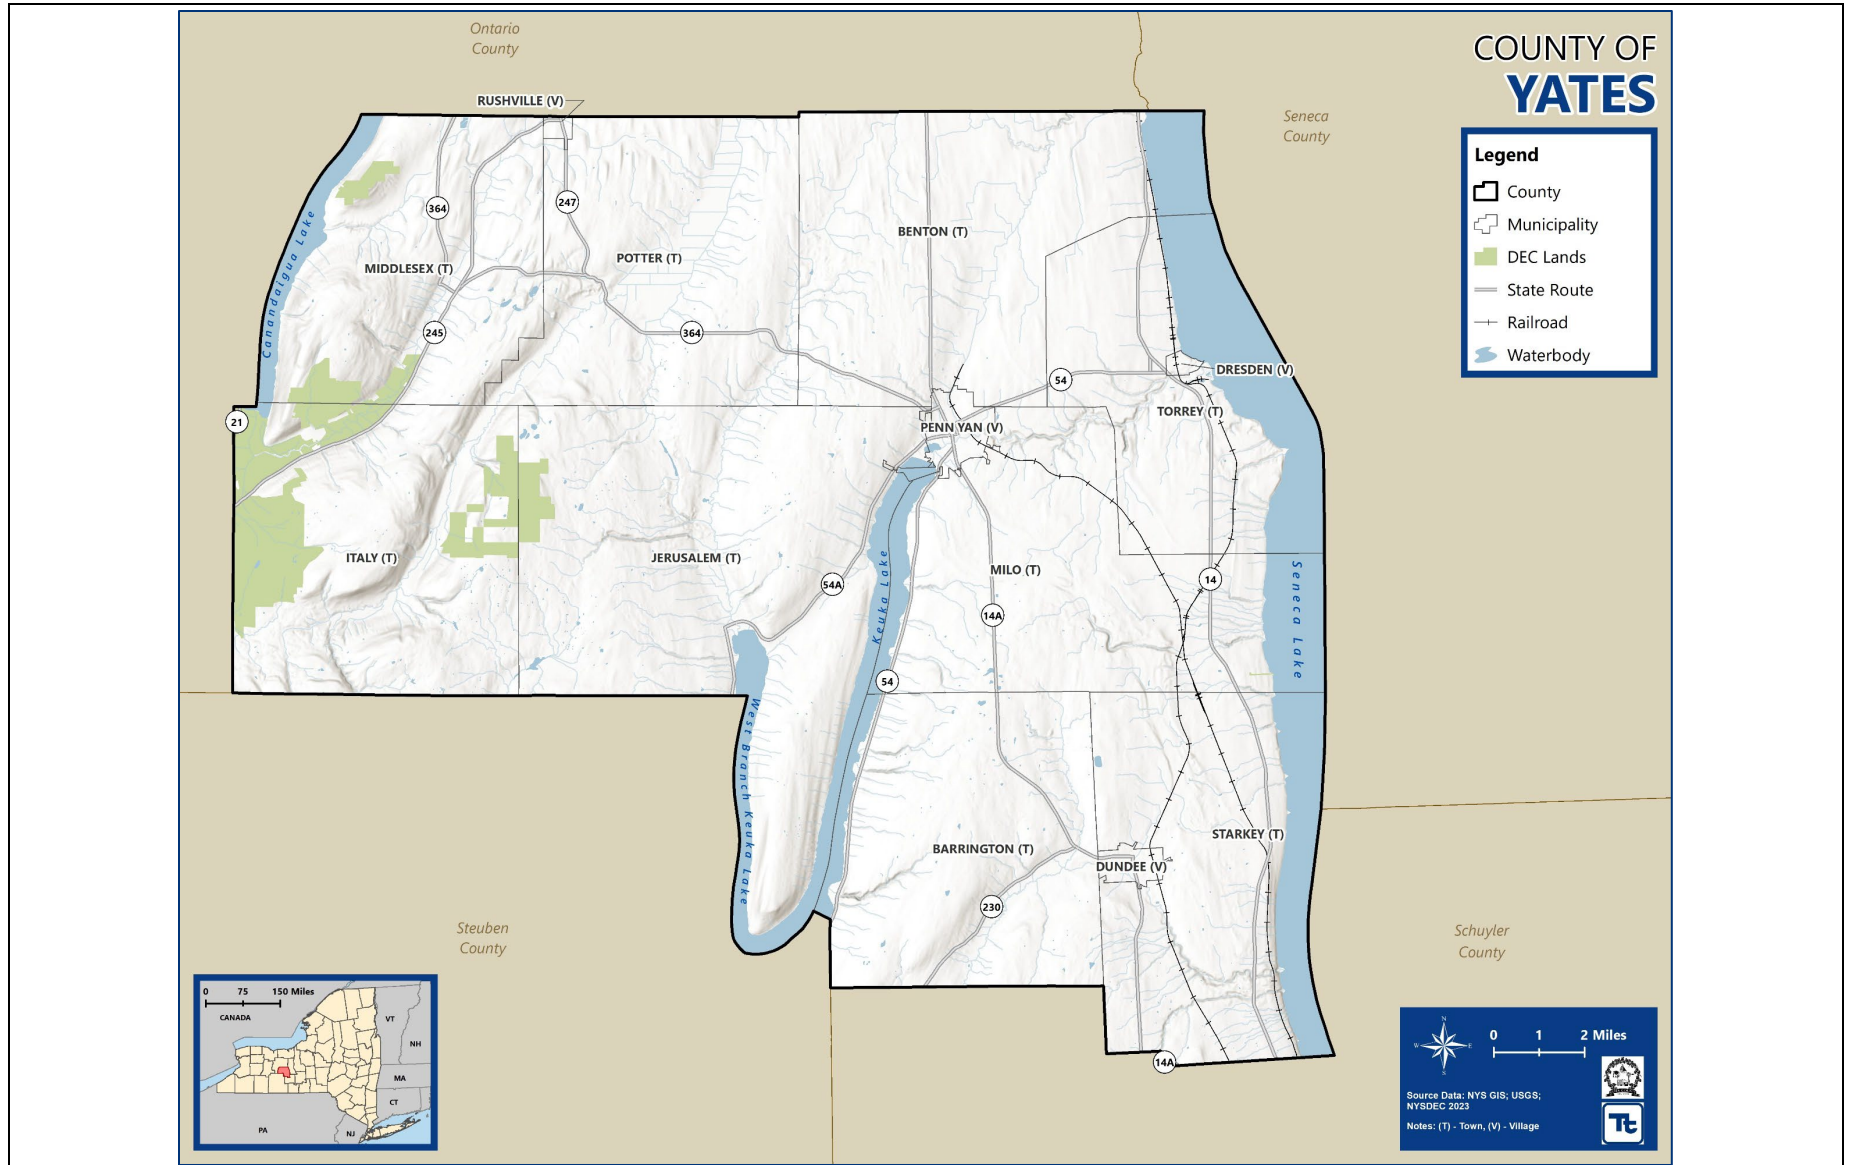 Ontario
County
COUNTY OF
YATES
RUSHVILLE (V)
Seneca
County
Legend
County
Municipality
DEC Lands
State Route
Railroad
Waterbody
364
247
Canandaigua Lake
BENTON (T)
POTTER (T)
MIDDLESEX (T)
245
364
DRESDEN (V)
54
TORREY (T)
21
PENN YAN (V)
ITALY (T)
JERUSALEM (T)
54A
Keuka Lake
MILO (T)
14
Seneca Lake
14A
54
West Branch Keuka Lake
STARKEY (T)
BARRINGTON (T)
DUNDEE (V)
230
Steuben
County
Schuyler
County
14A
0 75 150 Miles
CANADA
VT
NH
MA
CT
PA
NJ
N
W E
S
0 1 2 Miles
Source Data: NYS GIS; USGS;
NYSDEC 2023
Notes: (T) - Town, (V) - Village
Tt